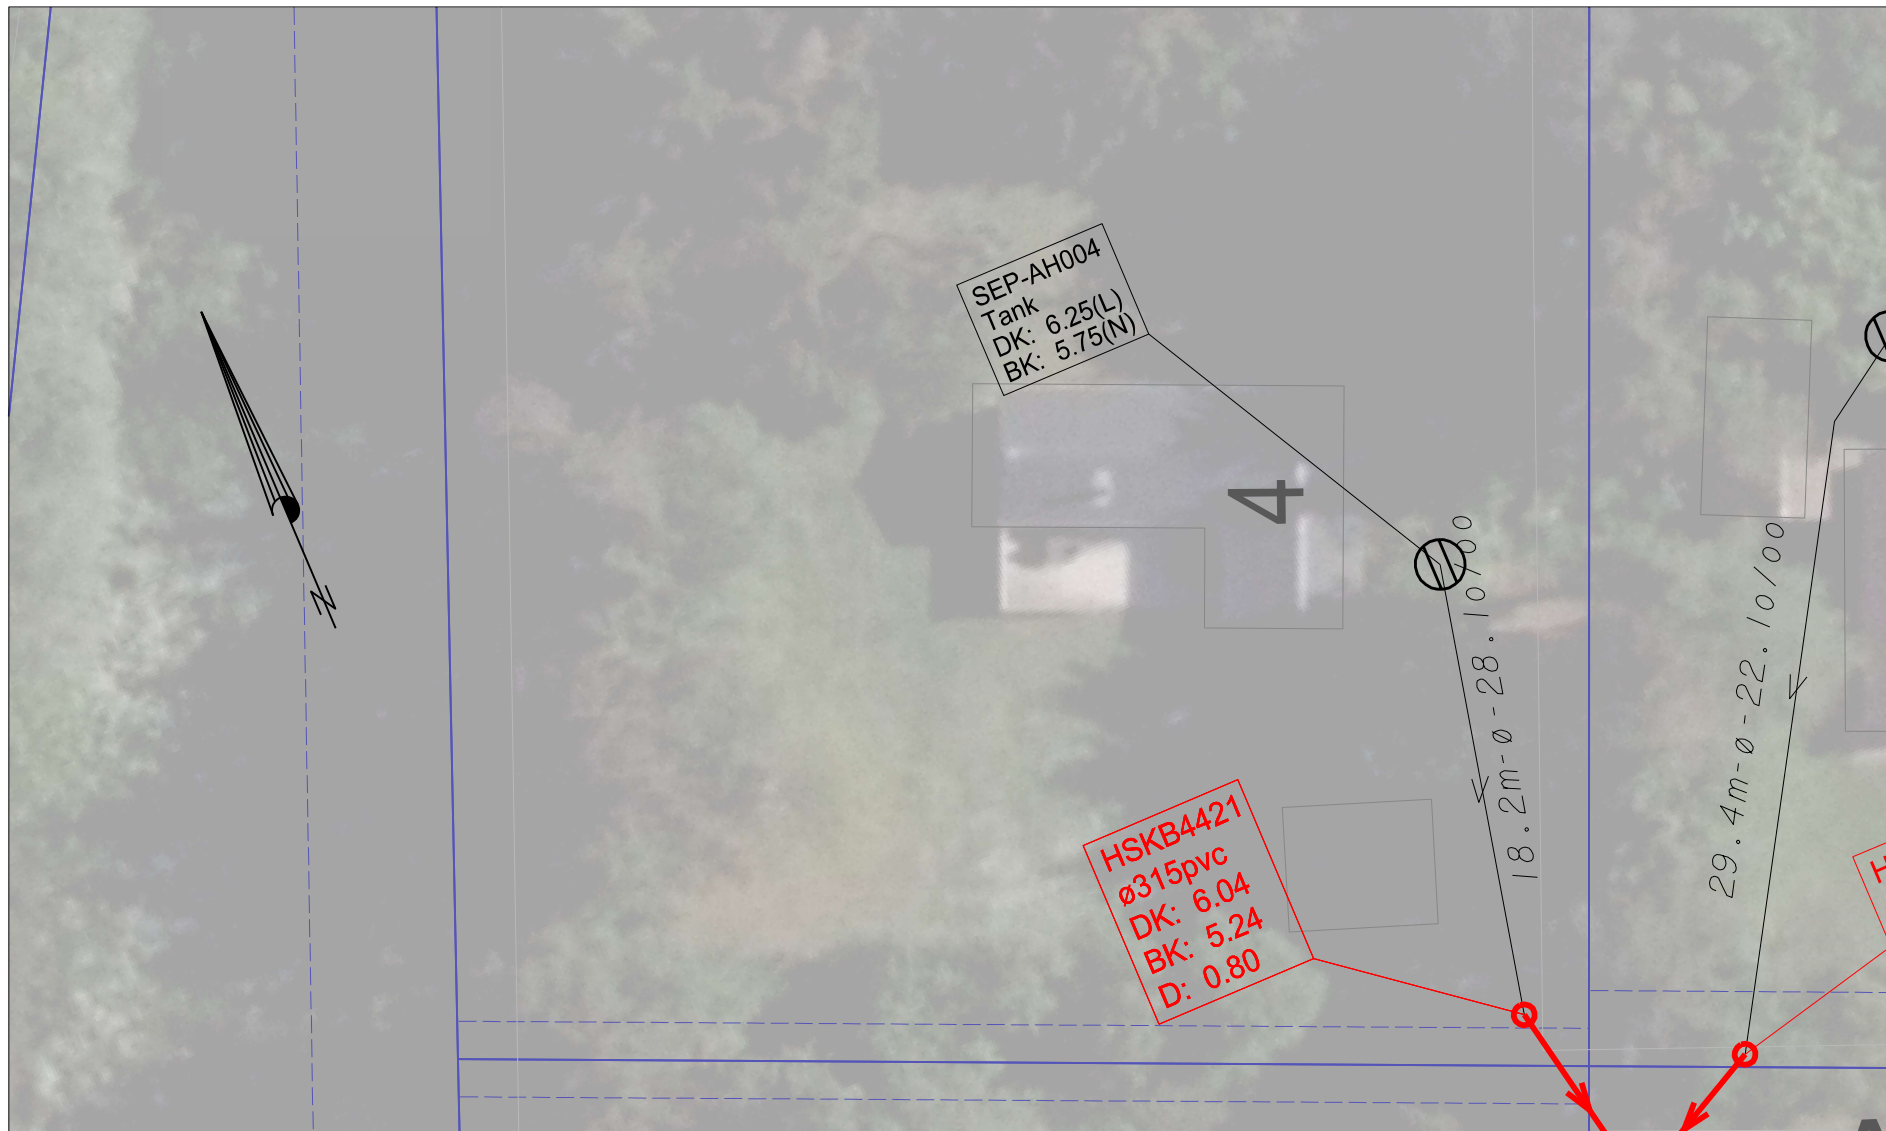 SEP-AH004
Tank
DK: 6.25(L)
BK: 5.75(N)
4
18.2m-ø-28.10/00
29.4m-ø-22.10/00
HSKB4421
ø315pvc
DK: 6.04
BK: 5.24
D: 0.80
N
H